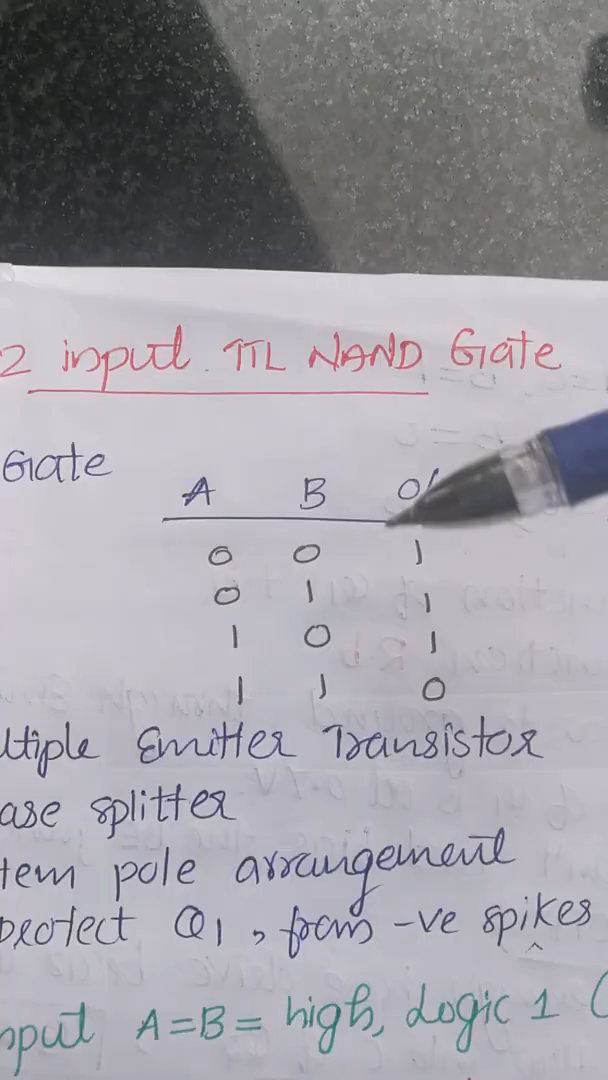 2 input TTL NAND Gate
Gate
A B O/
0 0 1
0 1 1
1 0 1
1 1 0
ltiple Emitter Transistor
ase splitter
tem pole arrangement
protect Q1, from -ve spikes
nput A=B= high, Logic 1 (